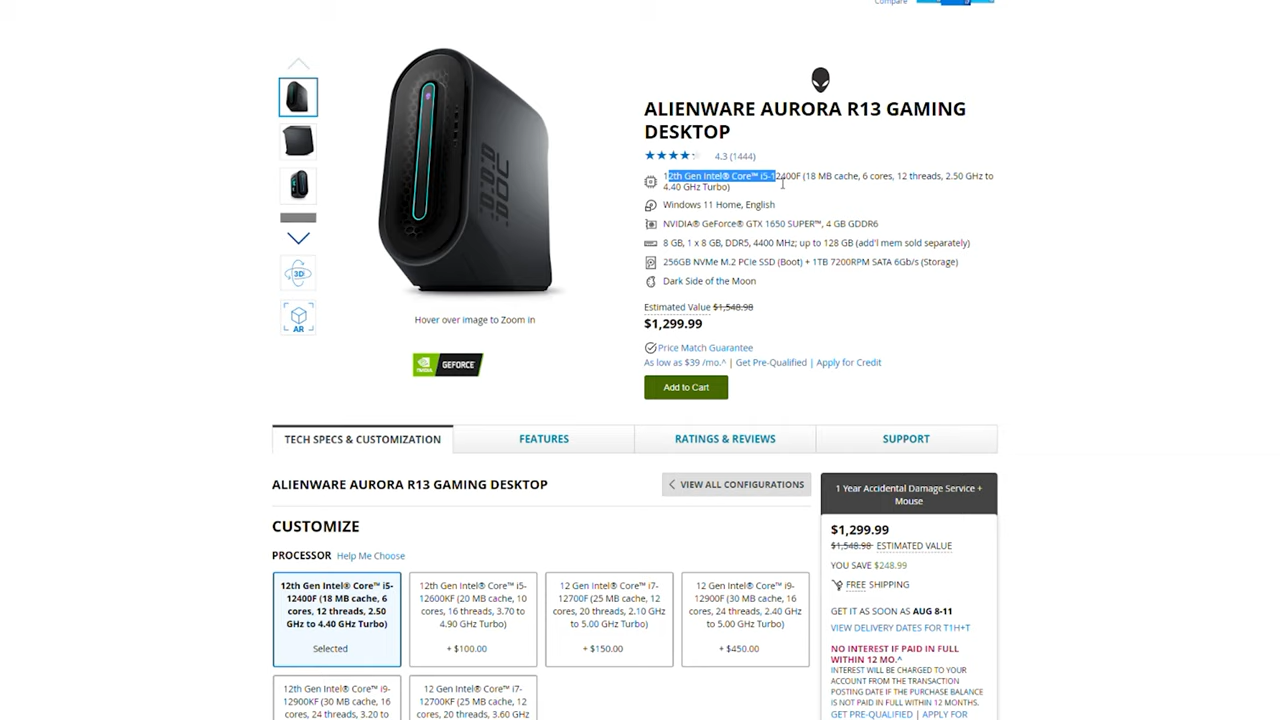 Compare
ALIENWARE AURORA R13 GAMING
DESKTOP
4.3 (1444)
12th Gen Intel® Core™ i5-12400F (18 MB cache, 6 cores, 12 threads, 2.50 GHz to
4.40 GHz Turbo)
Windows 11 Home, English
NVIDIA® GeForce® GTX 1650 SUPER™, 4 GB GDDR6
8 GB, 1 x 8 GB, DDR5, 4400 MHz; up to 128 GB (add'l mem sold separately)
256GB NVMe M.2 PCIe SSD (Boot) + 1TB 7200RPM SATA 6Gb/s (Storage)
Dark Side of the Moon
Estimated Value $1,548.98
$1,299.99
Price Match Guarantee
As low as $39 /mo.^ | Get Pre-Qualified | Apply for Credit
Add to Cart
3D
AR
Hover over image to Zoom in
GEFORCE
TECH SPECS & CUSTOMIZATION
FEATURES
RATINGS & REVIEWS
SUPPORT
ALIENWARE AURORA R13 GAMING DESKTOP
VIEW ALL CONFIGURATIONS
CUSTOMIZE
PROCESSOR Help Me Choose
12th Gen Intel® Core™ i5-
12400F (18 MB cache, 6
cores, 12 threads, 2.50
GHz to 4.40 GHz Turbo)
Selected
12th Gen Intel® Core™ i5-
12600KF (20 MB cache, 10
cores, 16 threads, 3.70 to
4.90 GHz Turbo)
+ $100.00
12 Gen Intel® Core™ i7-
12700F (25 MB cache, 12
cores, 20 threads, 2.10 GHz
to 5.00 GHz Turbo)
+ $150.00
12 Gen Intel® Core™ i9-
12900F (30 MB cache, 16
cores, 24 threads, 2.40 GHz
to 5.00 GHz Turbo)
+ $450.00
12th Gen Intel® Core™ i9-
12900KF (30 MB cache, 16
cores, 24 threads, 3.20 to
12 Gen Intel® Core™ i7-
12700KF (25 MB cache, 12
cores, 20 threads, 3.60 GHz
1 Year Accidental Damage Service +
Mouse
$1,299.99
$1,548.98 ESTIMATED VALUE
YOU SAVE $248.99
FREE SHIPPING
GET IT AS SOON AS AUG 8-11
VIEW DELIVERY DATES FOR T1H+T
NO INTEREST IF PAID IN FULL
WITHIN 12 MO.^
INTEREST WILL BE CHARGED TO YOUR
ACCOUNT FROM THE TRANSACTION
POSTING DATE IF THE PURCHASE BALANCE
IS NOT PAID IN FULL WITHIN 12 MONTHS.
GET PRE-QUALIFIED | APPLY FOR